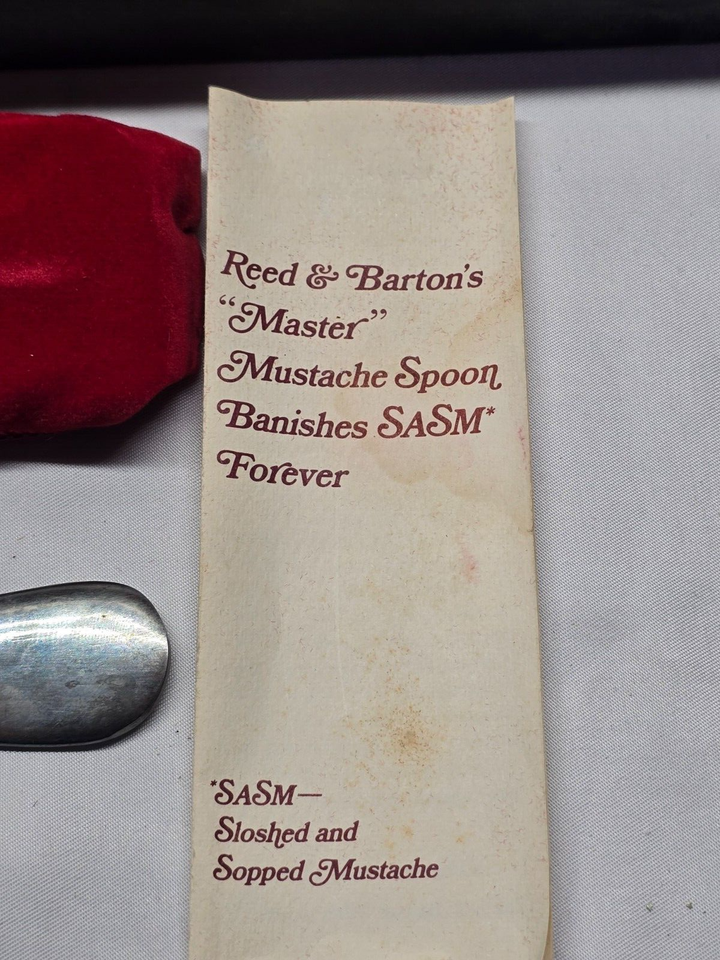 Reed & Barton's
“Master”
Mustache Spoon
Banishes SASM*
Forever
*SASM—
Sloshed and
Sopped Mustache